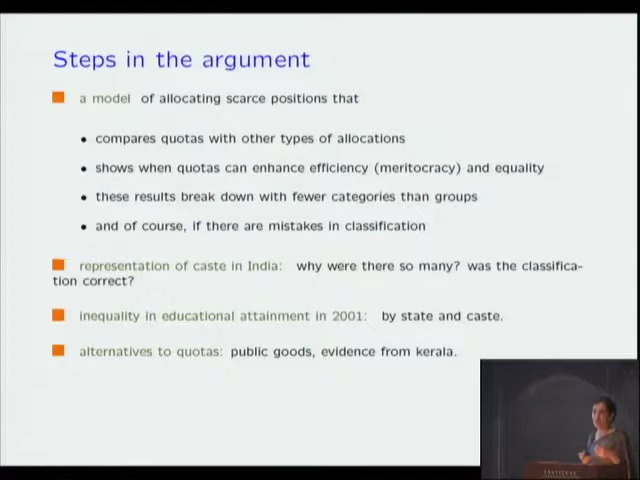 Steps in the argument
a model of allocating scarce positions that
compares quotas with other types of allocations
shows when quotas can enhance efficiency (meritocracy) and equality
these results break down with fewer categories than groups
and of course, if there are mistakes in classification
representation of caste in India: why were there so many? was the classifica-
tion correct?
inequality in educational attainment in 2001: by state and caste.
alternatives to quotas: public goods, evidence from kerala.